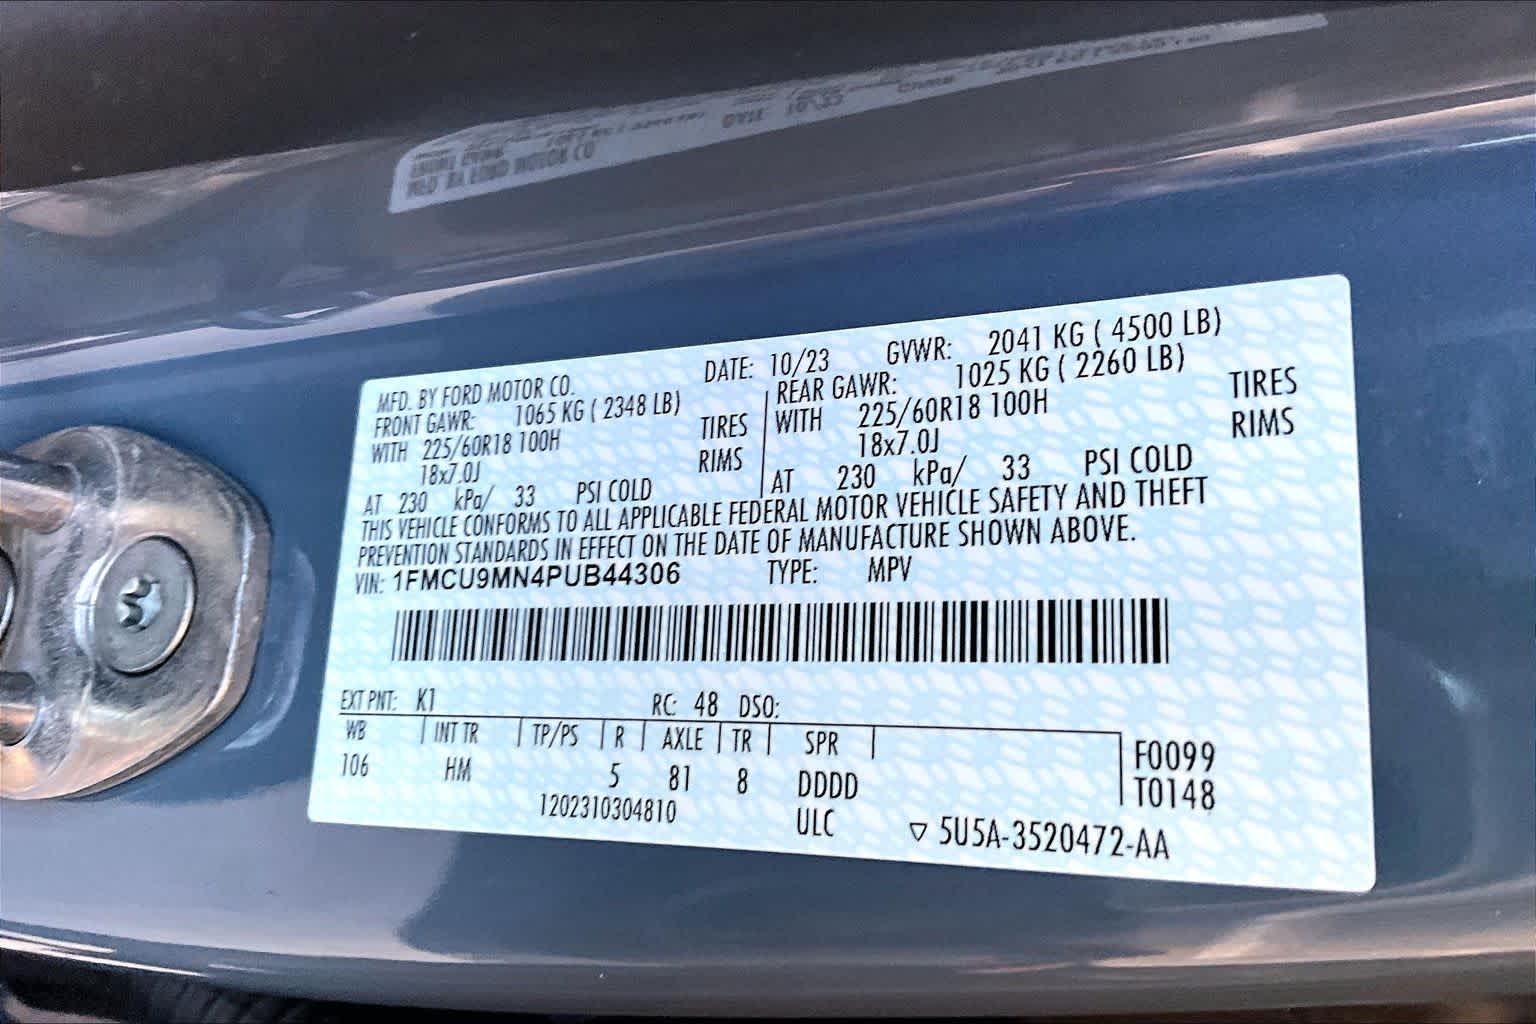 MFD. BY FORD MOTOR CO. DATE: 10/23 GVWR: 2041 KG ( 4500 LB)
FRONT GAWR: 1065 KG ( 2348 LB) REAR GAWR: 1025 KG ( 2260 LB)
WITH 225/60R18 100H TIRES WITH 225/60R18 100H TIRES
18x7.0J RIMS 18x7.0J RIMS
AT 230 kPa/ 33 PSI COLD AT 230 kPa/ 33 PSI COLD
THIS VEHICLE CONFORMS TO ALL APPLICABLE FEDERAL MOTOR VEHICLE SAFETY AND THEFT
PREVENTION STANDARDS IN EFFECT ON THE DATE OF MANUFACTURE SHOWN ABOVE.
VIN: 1FMCU9MN4PUB44306 TYPE: MPV
EXT PNT: K1 RC: 48 DSO:
WB INT TR TP/PS R AXLE TR SPR F0099
106 HM 5 81 8 DDDD T0148
1202310304810 ULC ▽ 5U5A-3520472-AA